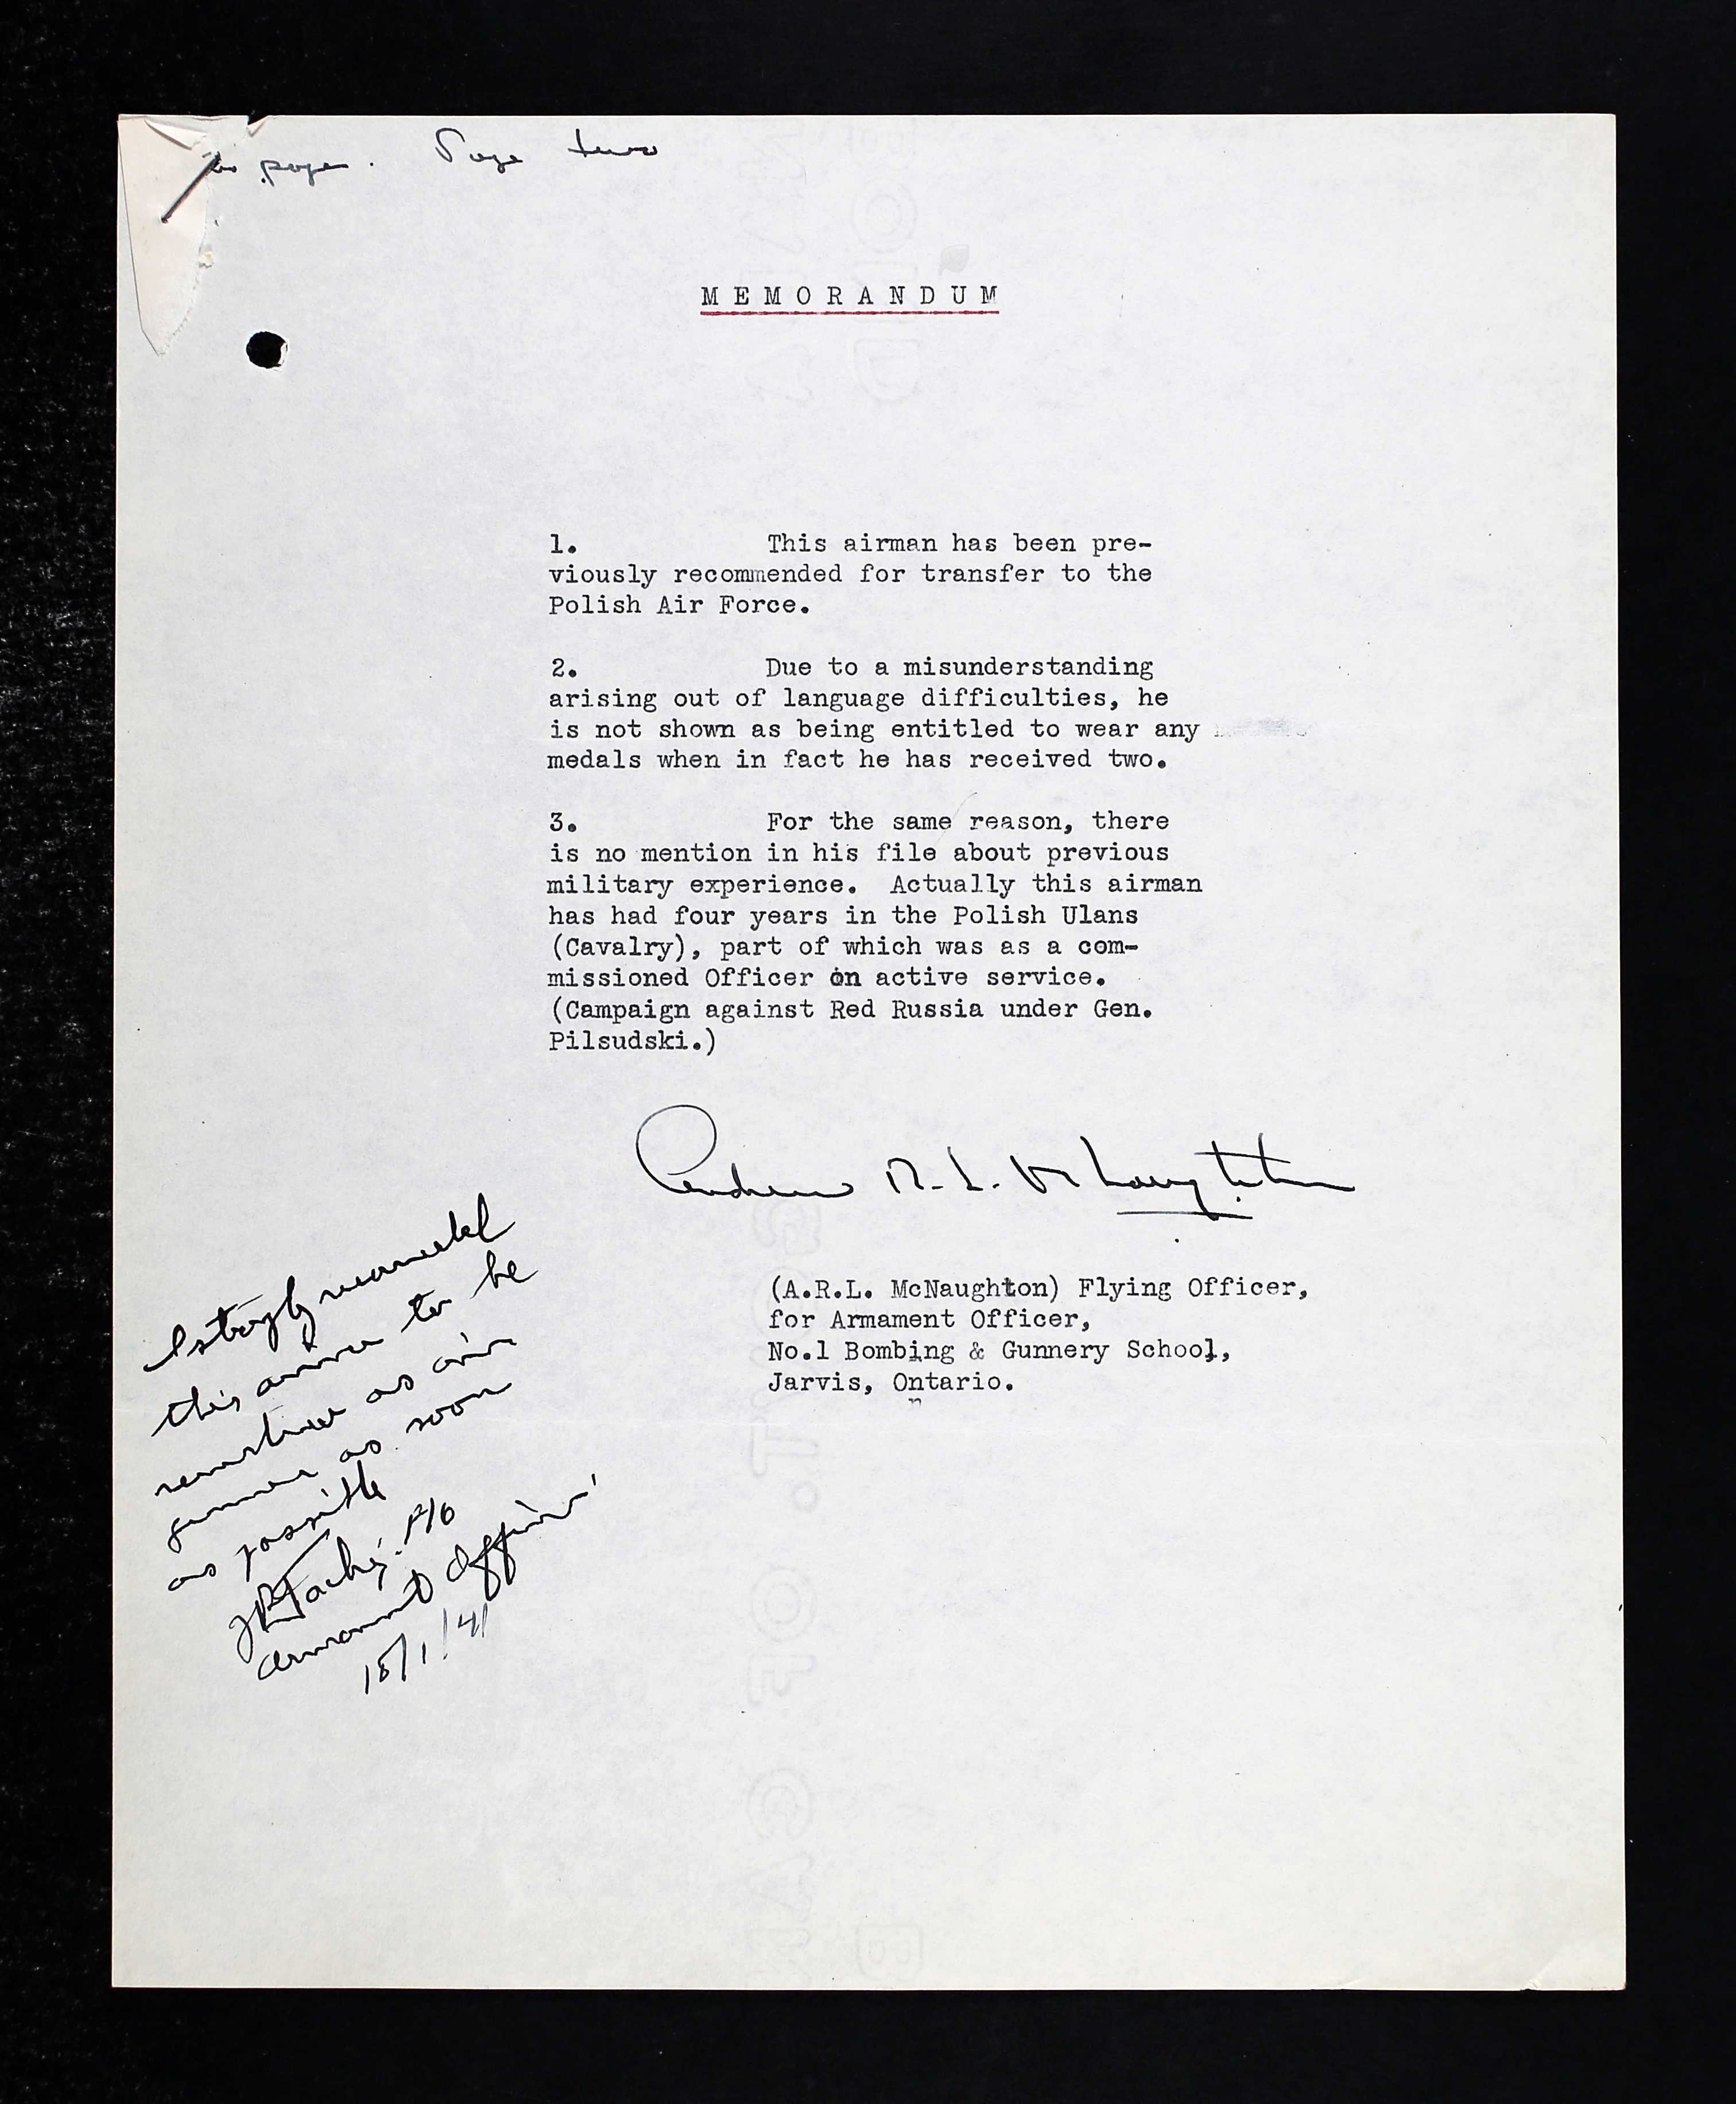 page. Page two
MEMORANDUM
1. This airman has been pre-
viously recommended for transfer to the
Polish Air Force.
2. Due to a misunderstanding
arising out of language difficulties, he
is not shown as being entitled to wear any
medals when in fact he has received two.
3. For the same reason, there
is no mention in his file about previous
military experience. Actually this airman
has had four years in the Polish Ulans
(Cavalry), part of which was as a com-
missioned Officer on active service.
(Campaign against Red Russia under Gen.
Pilsudski.)
Andrew R. L. McNaughton
(A.R.L. McNaughton) Flying Officer,
for Armament Officer,
No.1 Bombing & Gunnery School,
Jarvis, Ontario.
I strongly recommend
this airman to be
remustered as air
gunner as soon
as possible
Taché F/O
Armament Officer
15/1/41